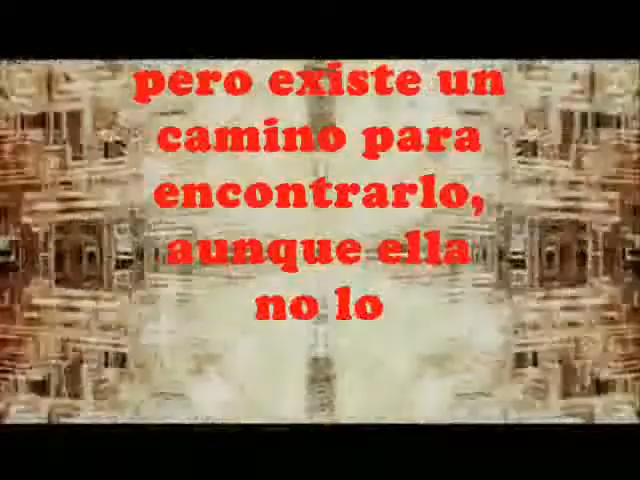 pero existe un
camino para
encontrarlo,
aunque ella
no lo